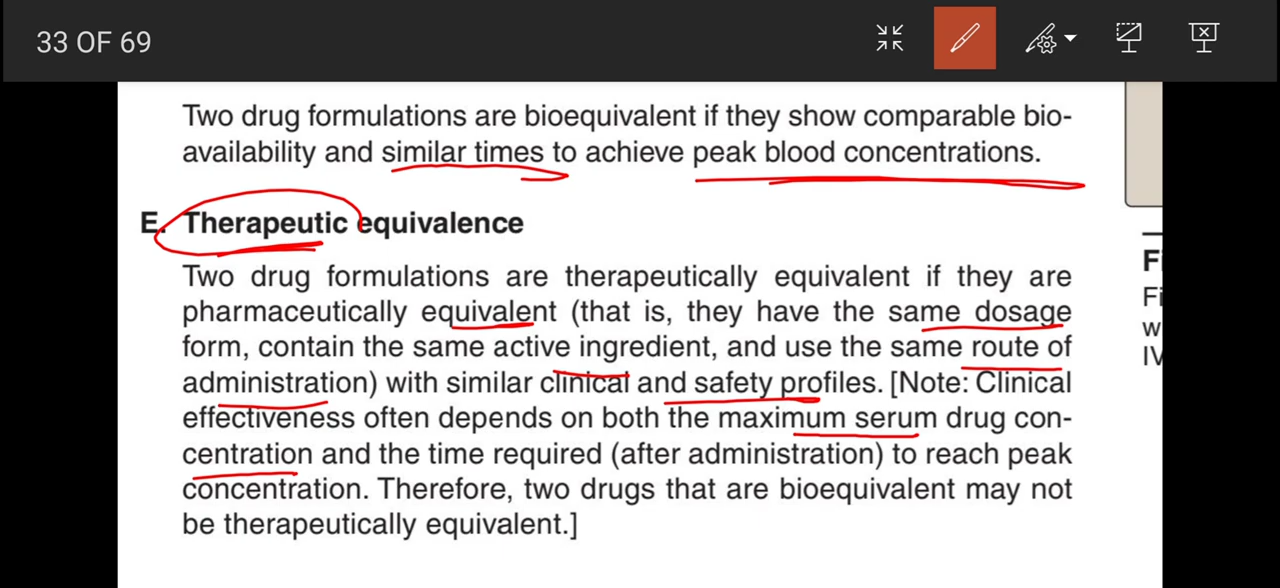 33 OF 69
Two drug formulations are bioequivalent if they show comparable bio-
availability and similar times to achieve peak blood concentrations.
E. Therapeutic equivalence
Two drug formulations are therapeutically equivalent if they are
pharmaceutically equivalent (that is, they have the same dosage
form, contain the same active ingredient, and use the same route of
administration) with similar clinical and safety profiles. [Note: Clinical
effectiveness often depends on both the maximum serum drug con-
centration and the time required (after administration) to reach peak
concentration. Therefore, two drugs that are bioequivalent may not
be therapeutically equivalent.]
Fi
Fi
w
IV